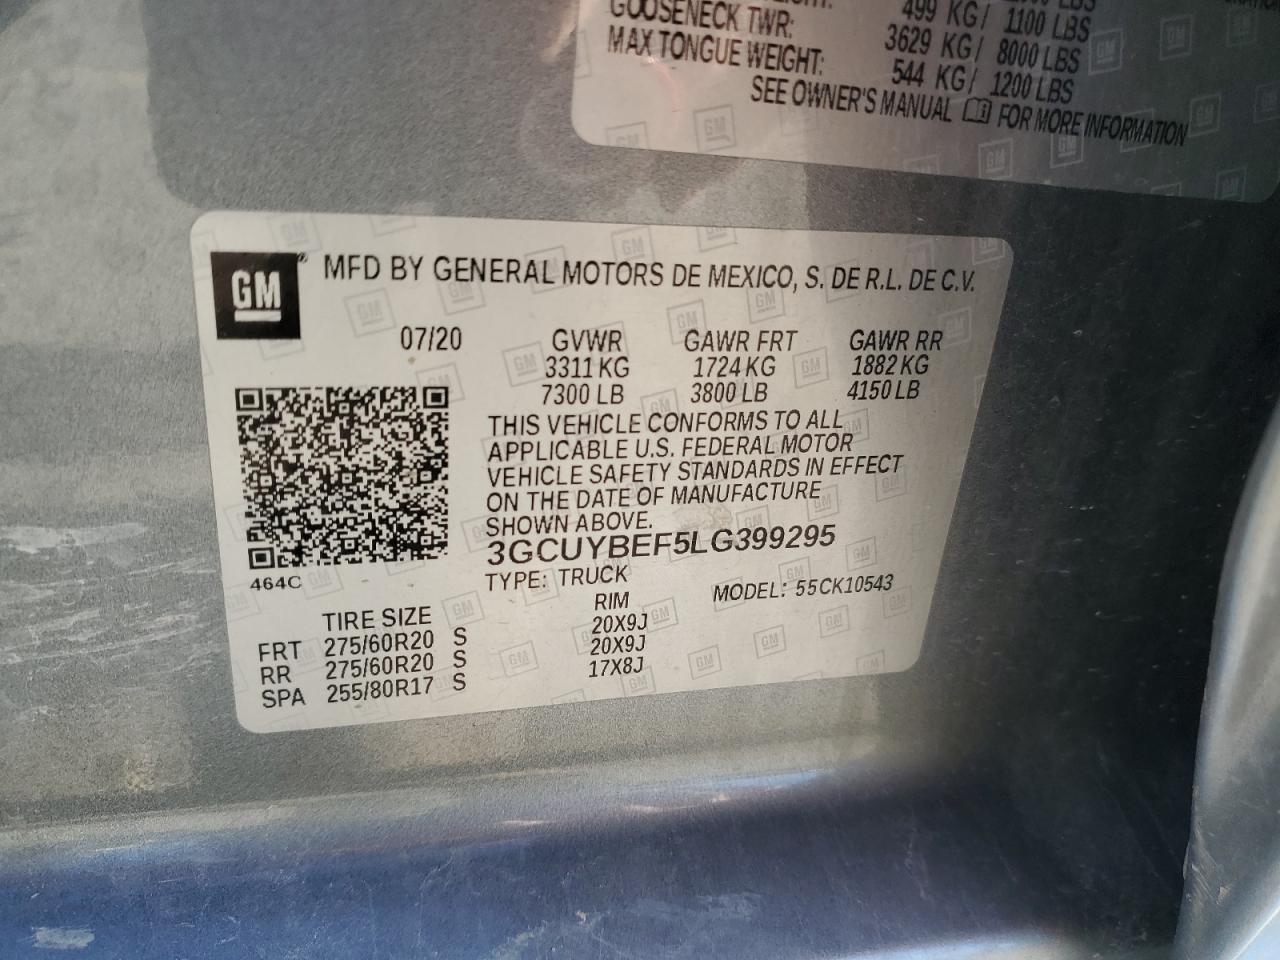 499 KG/ 1100 LBS
GOOSENECK TWR: 3629 KG/ 8000 LBS
MAX TONGUE WEIGHT: 544 KG/ 1200 LBS
SEE OWNER'S MANUAL FOR MORE INFORMATION
GM® MFD BY GENERAL MOTORS DE MEXICO, S. DE R.L. DE C.V.
07/20 GVWR GAWR FRT GAWR RR
3311 KG 1724 KG 1882 KG
7300 LB 3800 LB 4150 LB
THIS VEHICLE CONFORMS TO ALL
APPLICABLE U.S. FEDERAL MOTOR
VEHICLE SAFETY STANDARDS IN EFFECT
ON THE DATE OF MANUFACTURE
SHOWN ABOVE.
3GCUYBEF5LG399295
464C
TYPE: TRUCK MODEL: 55CK10543
TIRE SIZE RIM
FRT 275/60R20 S 20X9J
RR 275/60R20 S 20X9J
SPA 255/80R17 S 17X8J